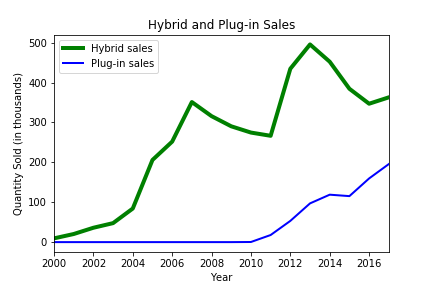 Hybrid and Plug-in Sales
Hybrid sales
Plug-in sales
Quantity Sold (in thousands)
500
400
300
200
100
0
2000 2002 2004 2006 2008 2010 2012 2014 2016
Year